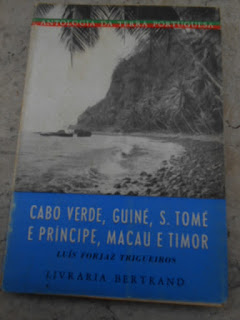 ANTOLOGIA DA TERRA PORTUGUESA
CABO VERDE, GUINÉ, S. TOMÉ
E PRÍNCIPE, MACAU E TIMOR
LUÍS FORJAZ TRIGUEIROS
LIVRARIA BERTRAND